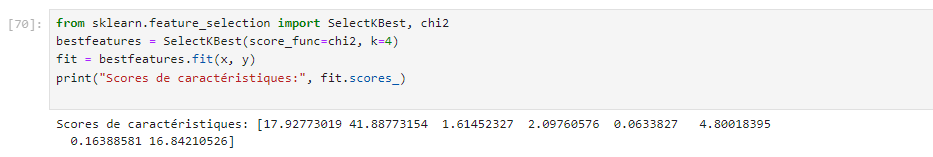 [70]: from sklearn.feature_selection import SelectKBest, chi2
bestfeatures = SelectKBest(score_func=chi2, k=4)
fit = bestfeatures.fit(x, y)
print("Scores de caractéristiques:", fit.scores_)
Scores de caractéristiques: [17.92773019 41.88773154  1.61452327  2.09760576  0.0633827   4.80018395
  0.16388581 16.84210526]